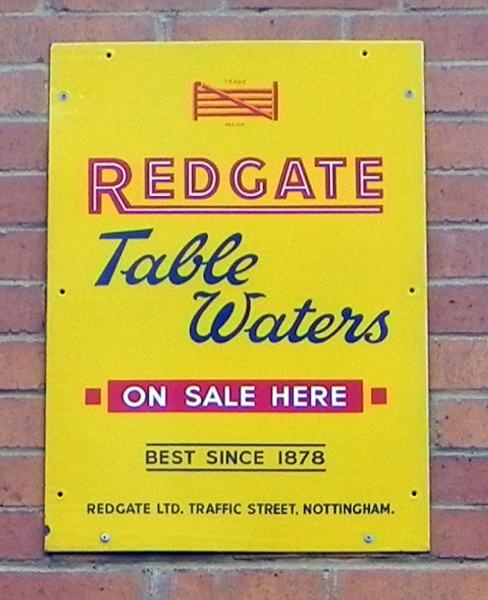 TRADE
MARK
REDGATE
Table
Waters
ON SALE HERE
BEST SINCE 1878
REDGATE LTD. TRAFFIC STREET, NOTTINGHAM.